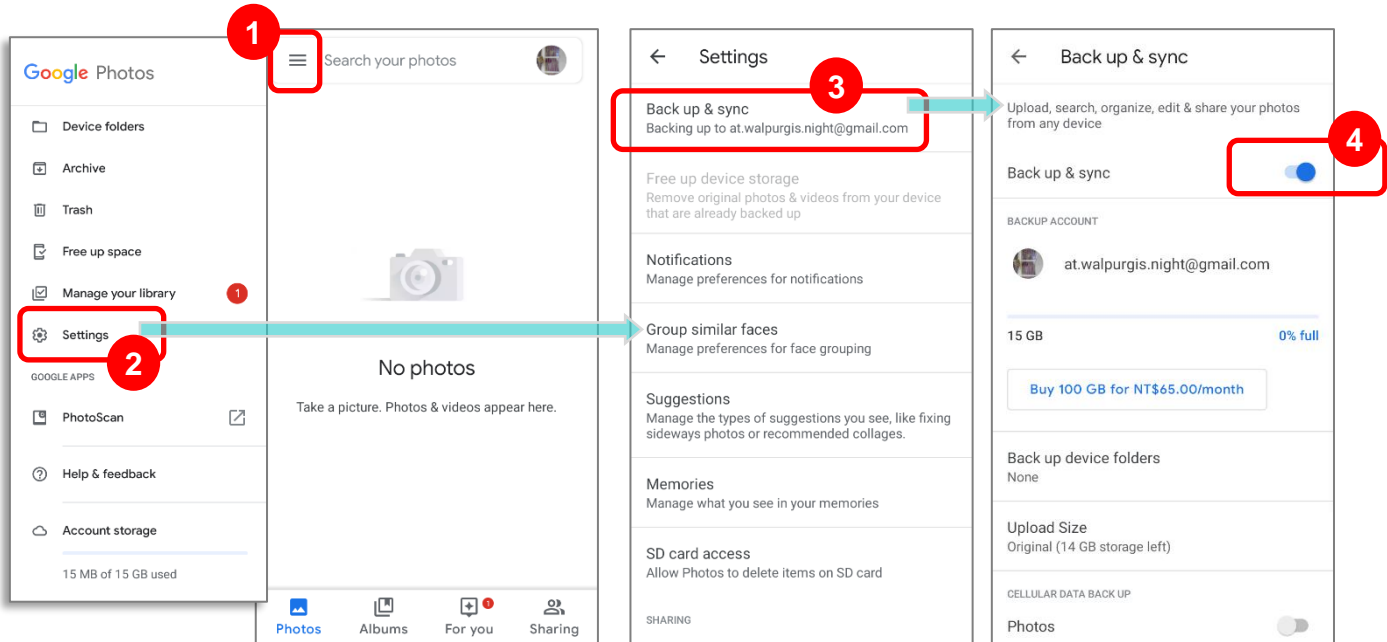 1
Google Photos
Device folders
Archive
Trash
Free up space
Manage your library
1
Settings
2
GOOGLE APPS
PhotoScan
Help & feedback
Account storage
15 MB of 15 GB used
Search your photos
No photos
Take a picture. Photos & videos appear here.
Photos
Albums
For you
1
Sharing
Settings
3
Back up & sync
Backing up to at.walpurgis.night@gmail.com
Free up device storage
Remove original photos & videos from your device
that are already backed up
Notifications
Manage preferences for notifications
Group similar faces
Manage preferences for face grouping
Suggestions
Manage the types of suggestions you see, like fixing
sideways photos or recommended collages.
Memories
Manage what you see in your memories
SD card access
Allow Photos to delete items on SD card
SHARING
Back up & sync
Upload, search, organize, edit & share your photos
from any device
4
Back up & sync
BACKUP ACCOUNT
at.walpurgis.night@gmail.com
15 GB
0% full
Buy 100 GB for NT$65.00/month
Back up device folders
None
Upload Size
Original (14 GB storage left)
CELLULAR DATA BACK UP
Photos